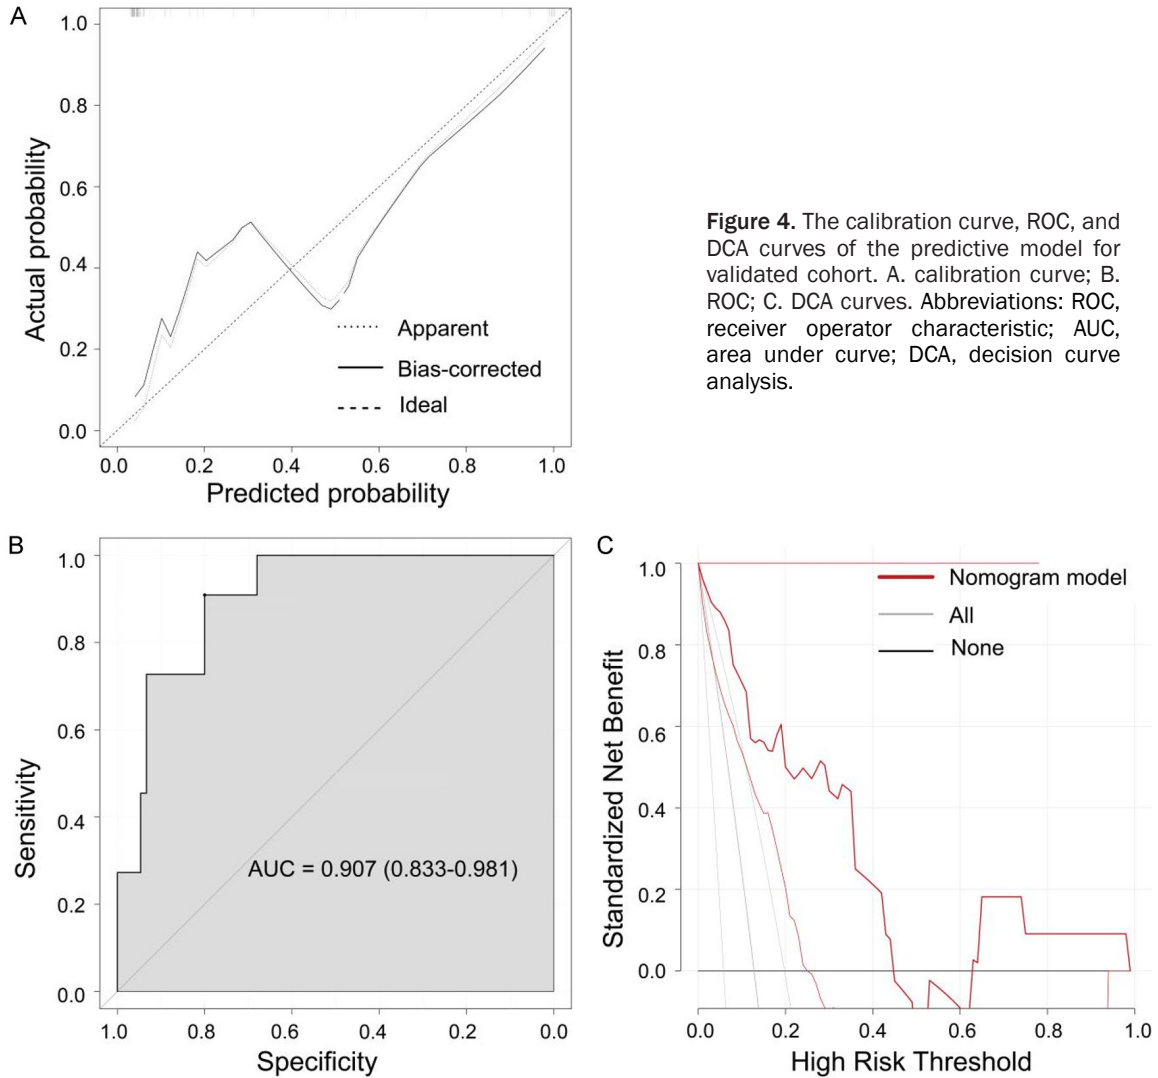 A
1.0
0.8
0.6
0.4
0.2
0.0
Actual probability
Apparent
Bias-corrected
Ideal
0.0 0.2 0.4 0.6 0.8 1.0
Predicted probability
Figure 4. The calibration curve, ROC, and
DCA curves of the predictive model for
validated cohort. A. calibration curve; B.
ROC; C. DCA curves. Abbreviations: ROC,
receiver operator characteristic; AUC,
area under curve; DCA, decision curve
analysis.
B
1.0
0.8
0.6
0.4
0.2
0.0
Sensitivity
AUC = 0.907 (0.833-0.981)
1.0 0.8 0.6 0.4 0.2 0.0
Specificity
C
1.0
0.8
0.6
0.4
0.2
0.0
Standardized Net Benefit
Nomogram model
All
None
0.0 0.2 0.4 0.6 0.8 1.0
High Risk Threshold